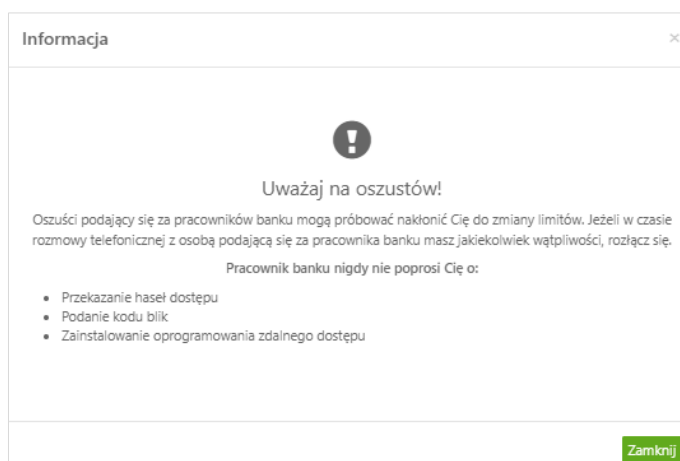 Informacja ×
Uważaj na oszustów!
Oszuści podający się za pracowników banku mogą próbować nakłonić Cię do zmiany limitów. Jeżeli w czasie
rozmowy telefonicznej z osobą podającą się za pracownika banku masz jakiekolwiek wątpliwości, rozłącz się.
Pracownik banku nigdy nie poprosi Cię o:
• Przekazanie haseł dostępu
• Podanie kodu blik
• Zainstalowanie oprogramowania zdalnego dostępu
Zamknij